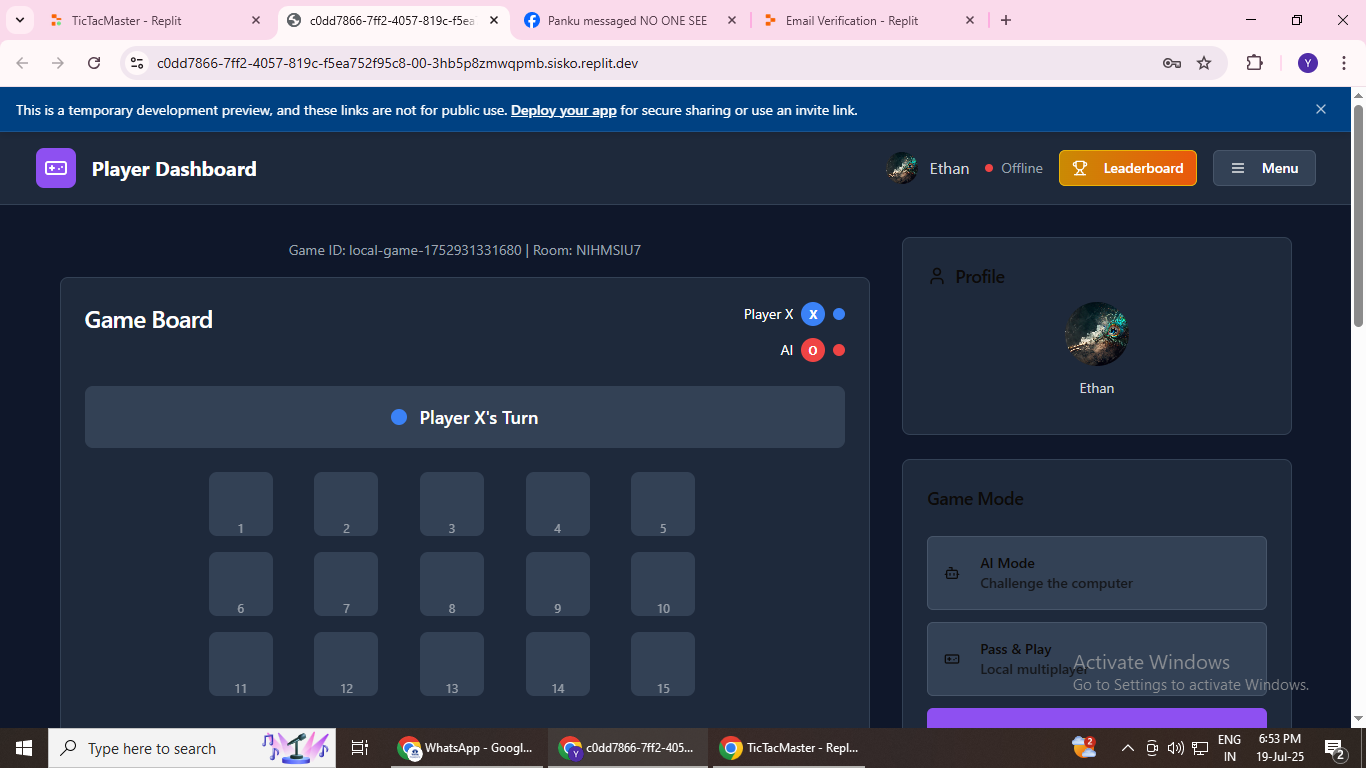 TicTacMaster - Replit
c0dd7866-7ff2-4057-819c-f5ea
Panku messaged NO ONE SEE
Email Verification - Replit
c0dd7866-7ff2-4057-819c-f5ea752f95c8-00-3hb5p8zmwqpmb.sisko.replit.dev
Y
This is a temporary development preview, and these links are not for public use. Deploy your app for secure sharing or use an invite link.
Player Dashboard
Ethan
Offline
Leaderboard
Menu
Game ID: local-game-1752931331680 | Room: NIHMSIU7
Game Board
Player X X
AI O
Player X's Turn
1 2 3 4 5
6 7 8 9 10
11 12 13 14 15
Profile
Ethan
Game Mode
AI Mode
Challenge the computer
Pass & Play
Local multiplayer
Activate Windows
Go to Settings to activate Windows.
Type here to search
WhatsApp - Googl...
Y
c0dd7866-7ff2-405...
TicTacMaster - Repl...
2
ENG
IN
6:53 PM
19-Jul-25
2